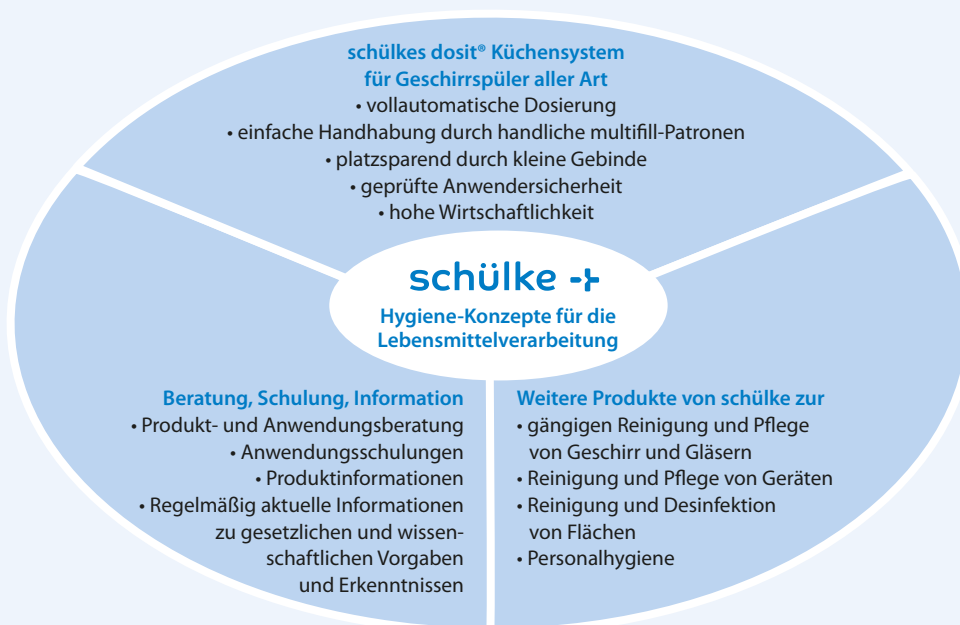 schülkes dosit® Küchensystem
für Geschirrspüler aller Art
• vollautomatische Dosierung
• einfache Handhabung durch handliche multifill-Patronen
• platzsparend durch kleine Gebinde
• geprüfte Anwendersicherheit
• hohe Wirtschaftlichkeit
schülke -+
Hygiene-Konzepte für die
Lebensmittelverarbeitung
Beratung, Schulung, Information
• Produkt- und Anwendungsberatung
• Anwendungsschulungen
• Produktinformationen
• Regelmäßig aktuelle Informationen
zu gesetzlichen und wissen-
schaftlichen Vorgaben
und Erkenntnissen
Weitere Produkte von schülke zur
• gängigen Reinigung und Pflege
von Geschirr und Gläsern
• Reinigung und Pflege von Geräten
• Reinigung und Desinfektion
von Flächen
• Personalhygiene